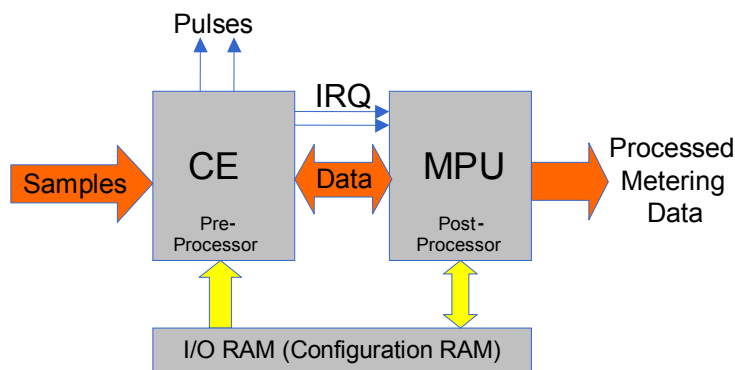 Pulses
IRQ
CE
MPU
Samples
Data
Processed
Metering
Data
Pre-
Processor
Post-
Processor
I/O RAM (Configuration RAM)